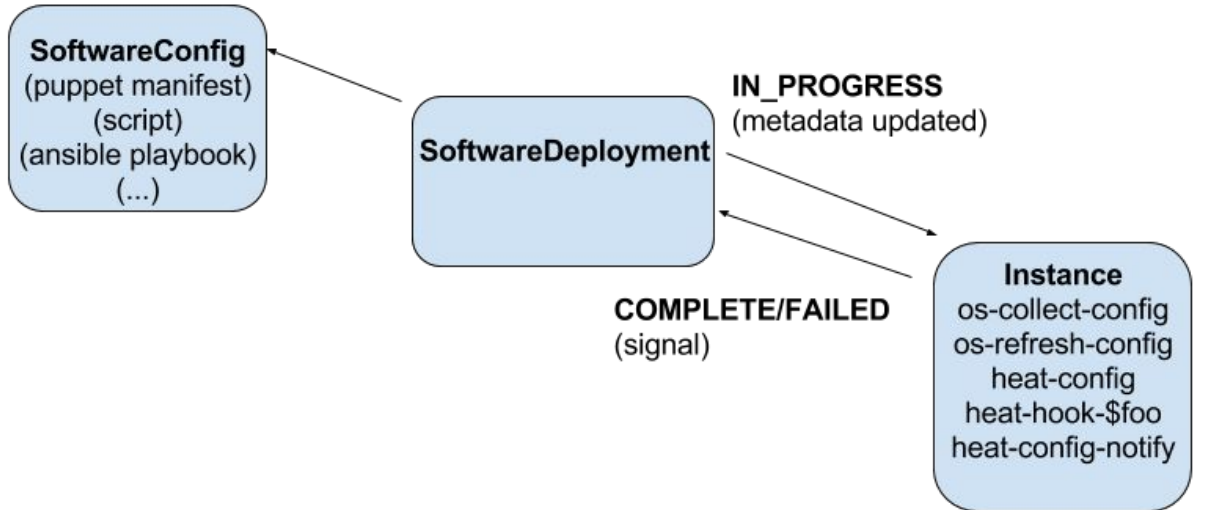 SoftwareConfig
(puppet manifest)
(script)
(ansible playbook)
(...)
SoftwareDeployment
IN_PROGRESS
(metadata updated)
COMPLETE/FAILED
(signal)
Instance
os-collect-config
os-refresh-config
heat-config
heat-hook-$foo
heat-config-notify